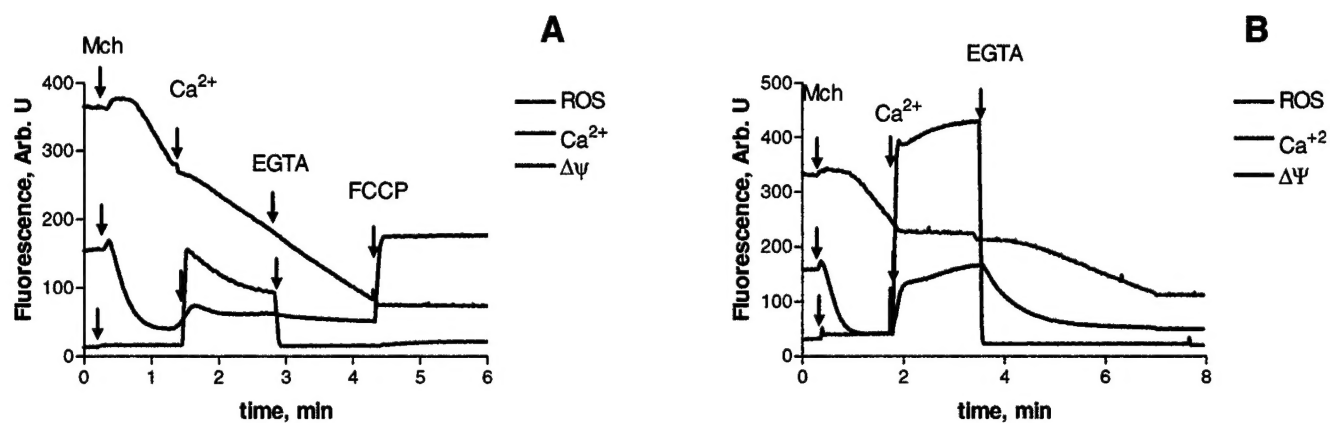 A
Mch
Ca2+
EGTA
FCCP
ROS
Ca2+
Δψ
Fluorescence, Arb. U
400
300
200
100
0
0 1 2 3 4 5 6
time, min
B
EGTA
Mch
Ca2+
ROS
Ca+2
ΔΨ
Fluorescence, Arb. U
500
400
300
200
100
0
0 2 4 6 8
time, min